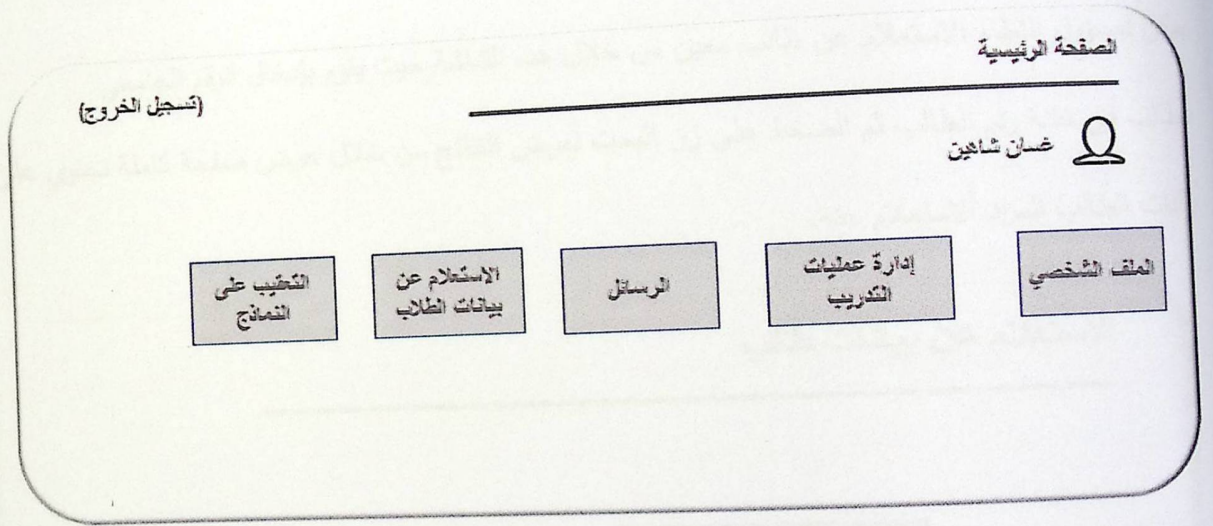 الصفحة الرئيسية
(تسجيل الخروج)
غسان شاهين
الملف الشخصي
إدارة عمليات
التدريب
الرسائل
الاستعلام عن
بيانات الطلاب
التعقيب على
النماذج